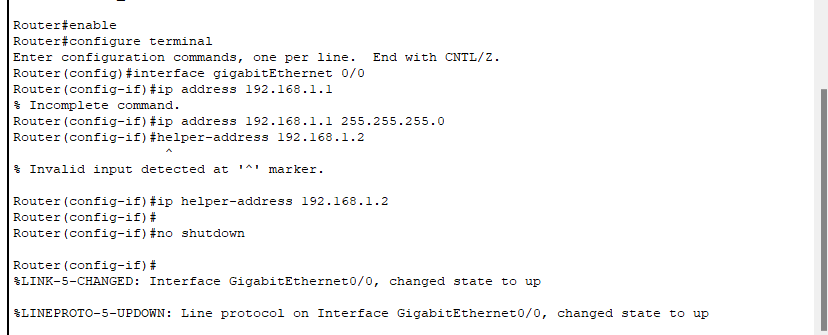 Router#enable
Router#configure terminal
Enter configuration commands, one per line.  End with CNTL/Z.
Router(config)#interface gigabitEthernet 0/0
Router(config-if)#ip address 192.168.1.1
% Incomplete command.
Router(config-if)#ip address 192.168.1.1 255.255.255.0
Router(config-if)#helper-address 192.168.1.2
^
% Invalid input detected at '^' marker.
Router(config-if)#ip helper-address 192.168.1.2
Router(config-if)#
Router(config-if)#no shutdown
Router(config-if)#
%LINK-5-CHANGED: Interface GigabitEthernet0/0, changed state to up
%LINEPROTO-5-UPDOWN: Line protocol on Interface GigabitEthernet0/0, changed state to up